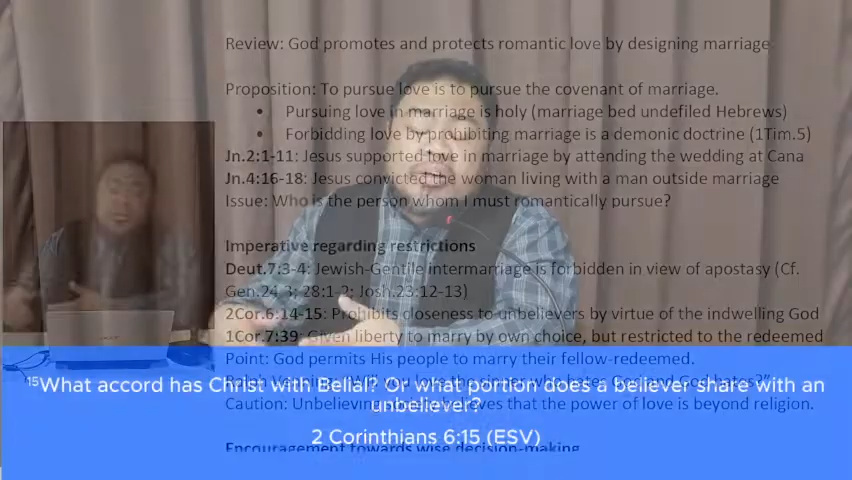 Review: God promotes and protects romantic love by designing marriage
Proposition: To pursue love is to pursue the covenant of marriage.
• Pursuing love in marriage is holy (marriage bed undefiled Hebrews)
• Forbidding love by prohibiting marriage is a demonic doctrine (1Tim.5)
Jn.2:1-11: Jesus supported love in marriage by attending the wedding at Cana
Jn.4:16-18: Jesus convicted the woman living with a man outside marriage
Issue: Who is the person whom I must romantically pursue?
Imperative regarding restrictions
Deut.7:3-4: Jewish-Gentile intermarriage is forbidden in view of apostasy (Cf.
Gen.24:3; 28:1-2; Josh.23:12-13)
2Cor.6:14-15: Prohibits closeness to unbelievers by virtue of the indwelling God
1Cor.7:39: Given liberty to marry by own choice, but restricted to the redeemed
Point: God permits His people to marry their fellow-redeemed.
15What accord has Christ with Belial? Or what portion does a believer share with an
unbeliever?
Caution: Unbelieving believes that the power of love is beyond religion.
2 Corinthians 6:15 (ESV)
Encouragement towards wise decision-making
acer